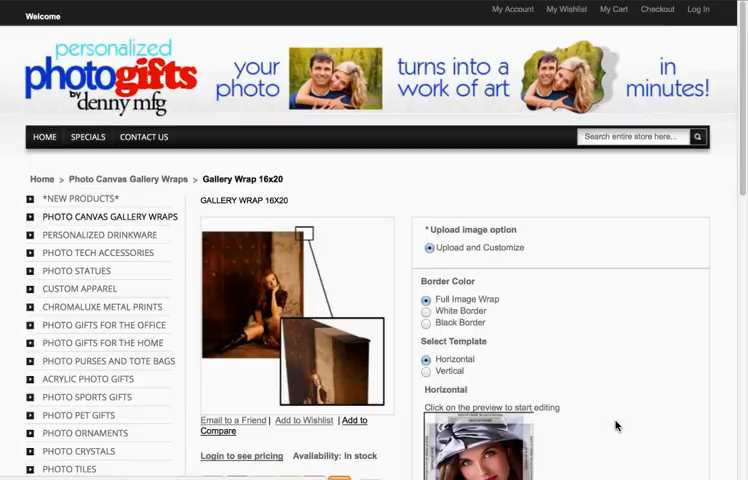 Welcome
My Account
My Wishlist
My Cart
Checkout
Log In
personalized
photogifts
by denny mfg
your photo
turns into a work of art
in minutes!
HOME
SPECIALS
CONTACT US
Search entire store here...
Home > Photo Canvas Gallery Wraps > Gallery Wrap 16x20
*NEW PRODUCTS*
PHOTO CANVAS GALLERY WRAPS
PERSONALIZED DRINKWARE
PHOTO TECH ACCESSORIES
PHOTO STATUES
CUSTOM APPAREL
CHROMALUXE METAL PRINTS
PHOTO GIFTS FOR THE OFFICE
PHOTO GIFTS FOR THE HOME
PHOTO PURSES AND TOTE BAGS
ACRYLIC PHOTO GIFTS
PHOTO SPORTS GIFTS
PHOTO PET GIFTS
PHOTO ORNAMENTS
PHOTO CRYSTALS
PHOTO TILES
GALLERY WRAP 16X20
Email to a Friend | Add to Wishlist | Add to
Compare
Login to see pricing Availability: In stock
* Upload image option
Upload and Customize
Border Color
Full Image Wrap
White Border
Black Border
Select Template
Horizontal
Vertical
Horizontal
Click on the preview to start editing